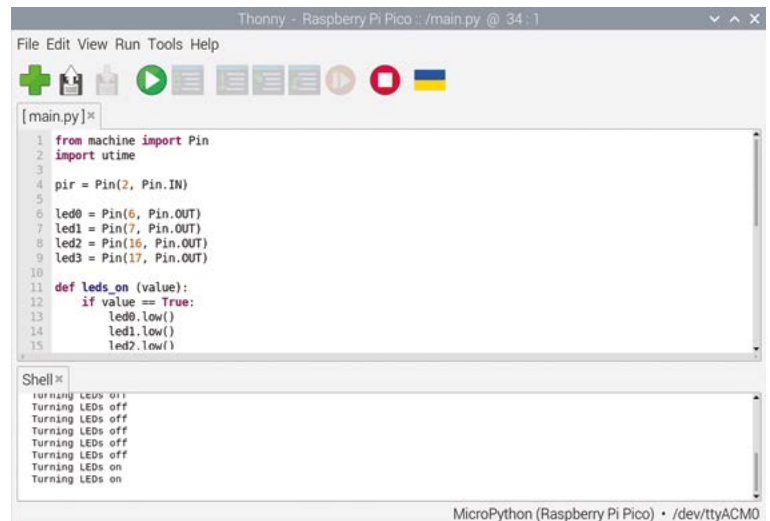 Thonny - Raspberry Pi Pico :: /main.py @ 34 : 1
File Edit View Run Tools Help
[ main.py ] ×
1 from machine import Pin
2 import utime
3
4 pir = Pin(2, Pin.IN)
5
6 led0 = Pin(6, Pin.OUT)
7 led1 = Pin(7, Pin.OUT)
8 led2 = Pin(16, Pin.OUT)
9 led3 = Pin(17, Pin.OUT)
10
11 def leds_on (value):
12     if value == True:
13         led0.low()
14         led1.low()
15         led2.low()
Shell ×
Turning LEDs off
Turning LEDs off
Turning LEDs off
Turning LEDs off
Turning LEDs off
Turning LEDs off
Turning LEDs on
Turning LEDs on
MicroPython (Raspberry Pi Pico) • /dev/ttyACM0